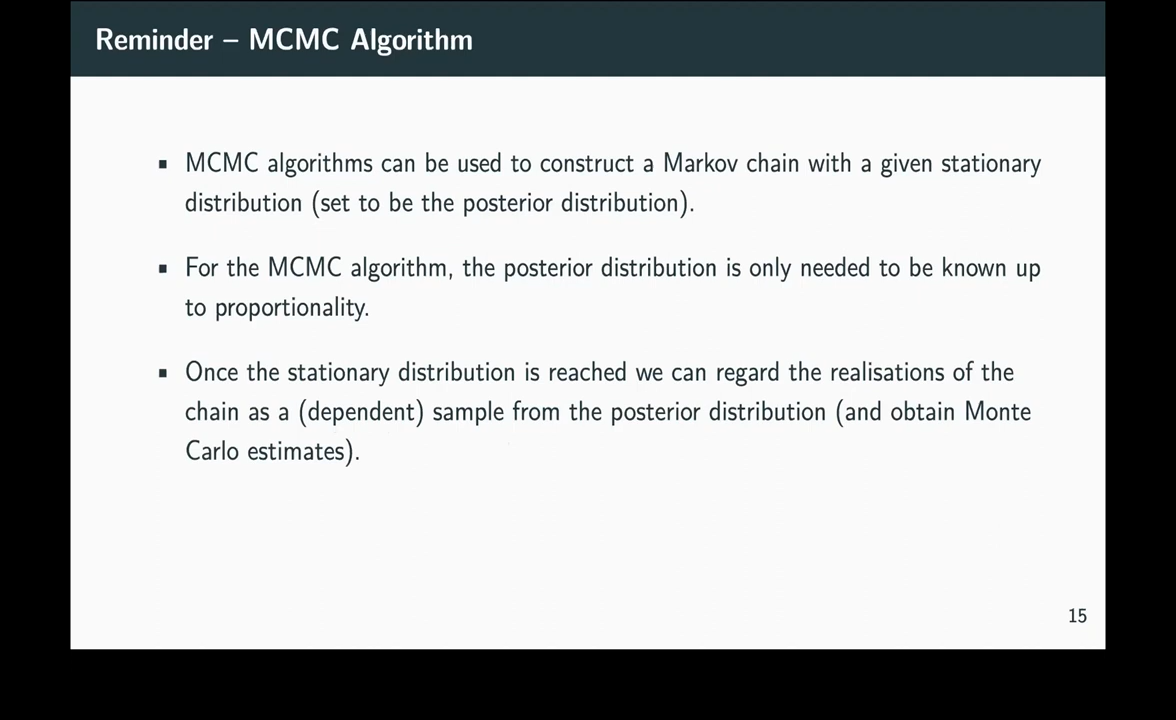 Reminder – MCMC Algorithm
▪ MCMC algorithms can be used to construct a Markov chain with a given stationary
distribution (set to be the posterior distribution).
▪ For the MCMC algorithm, the posterior distribution is only needed to be known up
to proportionality.
▪ Once the stationary distribution is reached we can regard the realisations of the
chain as a (dependent) sample from the posterior distribution (and obtain Monte
Carlo estimates).
15